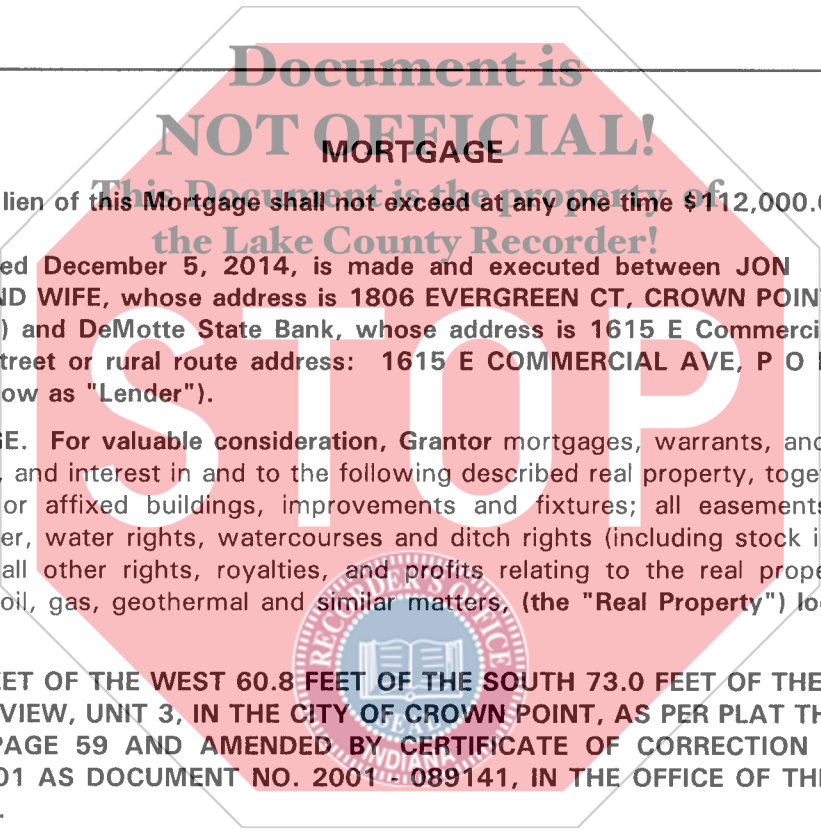 Document is
NOT OFFICIAL!
MORTGAGE
This Document is the property of
lien of this Mortgage shall not exceed at any one time $112,000.0
the Lake County Recorder!
ed December 5, 2014, is made and executed between JON
ND WIFE, whose address is 1806 EVERGREEN CT, CROWN POINT
) and DeMotte State Bank, whose address is 1615 E Commerci
treet or rural route address: 1615 E COMMERCIAL AVE, P O
ow as "Lender").
GE. For valuable consideration, Grantor mortgages, warrants, and
, and interest in and to the following described real property, toge
or affixed buildings, improvements and fixtures; all easements
er, water rights, watercourses and ditch rights (including stock i
all other rights, royalties, and profits relating to the real prope
oil, gas, geothermal and similar matters, (the "Real Property") lo
STOP
RECORDER'S OFFICE
EET OF THE WEST 60.8 FEET OF THE SOUTH 73.0 FEET OF THE
VIEW, UNIT 3, IN THE CITY OF CROWN POINT, AS PER PLAT TH
SEAL
PAGE 59 AND AMENDED BY CERTIFICATE OF CORRECTION
INDIANA
01 AS DOCUMENT NO. 2001 - 089141, IN THE OFFICE OF THE